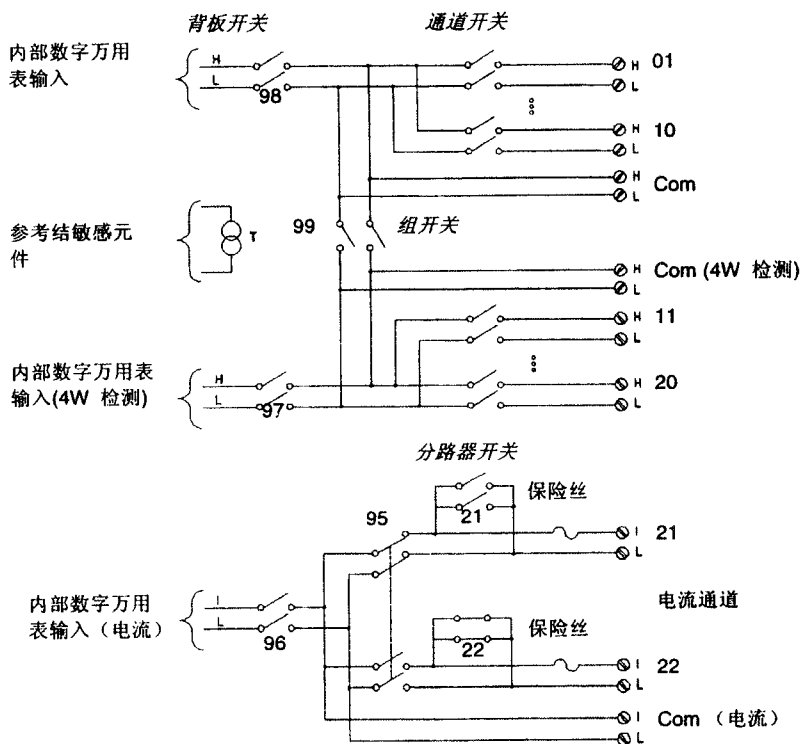 背板开关
通道开关
内部数字万用
表输入
H
L
98
H 01
L
H 10
L
H
L
Com
参考结敏感元
件
T
99
组开关
H
L
Com (4W 检测)
H 11
L
内部数字万用表
输入(4W 检测)
H
L
97
H 20
L
分路器开关
保险丝
21
95
I 21
L
内部数字万用
表输入（电流）
I
L
96
电流通道
保险丝
22
I 22
L
I
L
Com （电流）